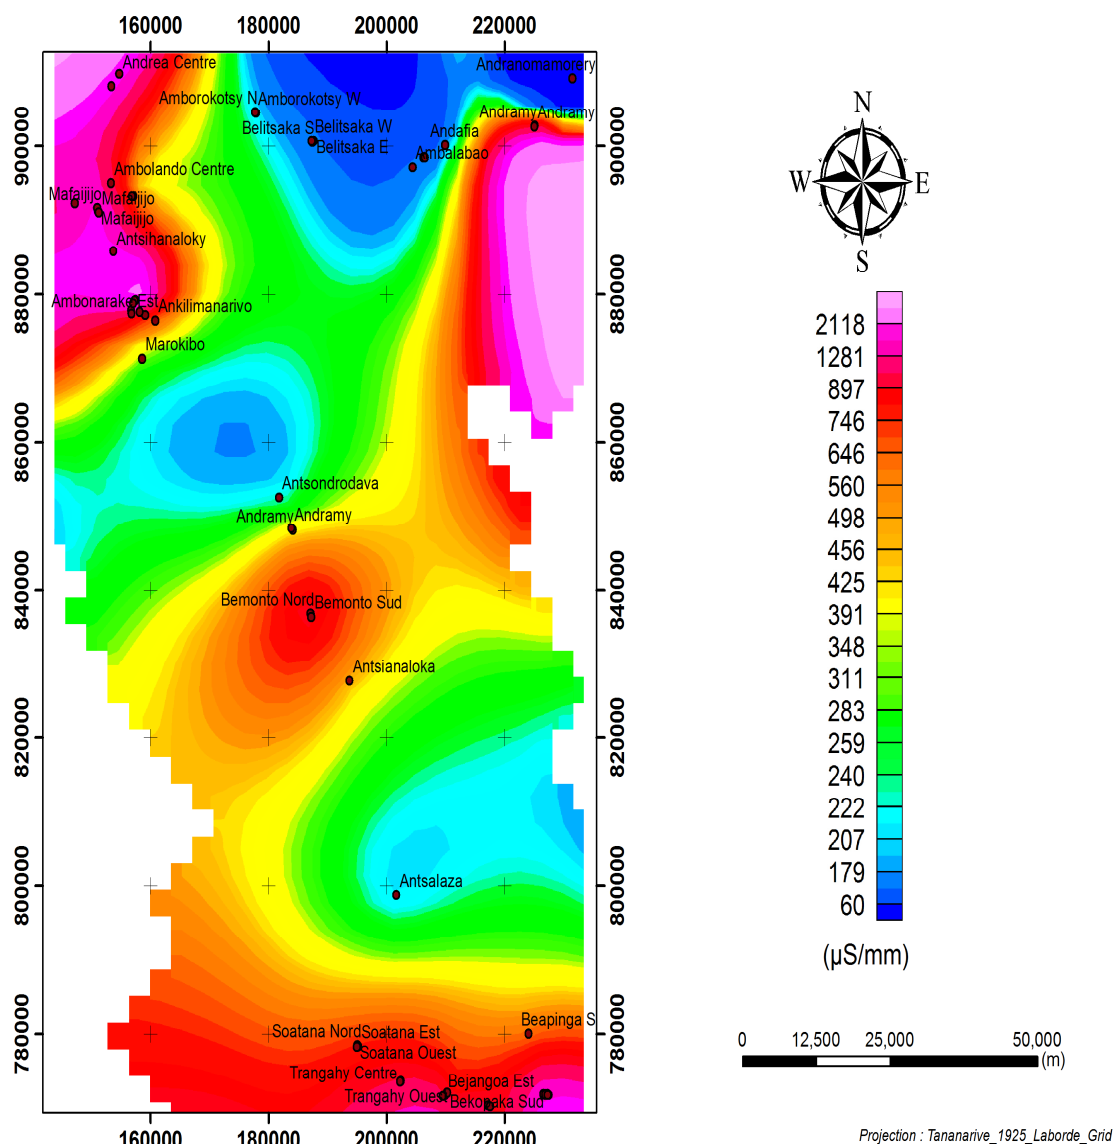 160000 180000 200000 220000
Andrea Centre
Andranomamorery
Amborokotsy N Amborokotsy W
Andramy Andramy
Belitsaka S Belitsaka W
Belitsaka E
Andafia
Ambalabao
900000 900000
Ambolando Centre
Mafaijijo Mafaijijo
Mafaijijo
Antsihanaloky
880000 880000
Ambonarake Est Ankilimanarivo
Marokibo
860000 860000
Antsondrodava
Andramy Andramy
840000 840000
Bemonto Nord Bemonto Sud
Antsianaloka
820000 820000
Antsalaza
800000 800000
Beapinga S
780000 780000
Soatana Nord Soatana Est
Soatana Ouest
Trangahy Centre
Bejangoa Est
Trangahy Ouest
Bekopaka Sud
160000 180000 200000 220000
N
W E
S
2118
1281
897
746
646
560
498
456
425
391
348
311
283
259
240
222
207
179
60
(µS/mm)
0 12,500 25,000 50,000
(m)
Projection : Tananarive_1925_Laborde_Grid